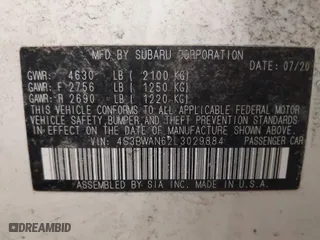 MFD. BY SUBARU CORPORATION
DATE: 07/20
GVWR: 4630 LB ( 2100 KG)
GAWR: F 2756 LB ( 1250 KG)
GAWR: R 2690 LB ( 1220 KG)
THIS VEHICLE CONFORMS TO ALL APPLICABLE FEDERAL MOTOR
VEHICLE SAFETY, BUMPER, AND THEFT PREVENTION STANDARDS
IN EFFECT ON THE DATE OF MANUFACTURE SHOWN ABOVE.
VIN: 4S3BWAN62L3029884 PASSENGER CAR
ASSEMBLED BY SIA INC. MADE IN U.S.A.
DREAMBID